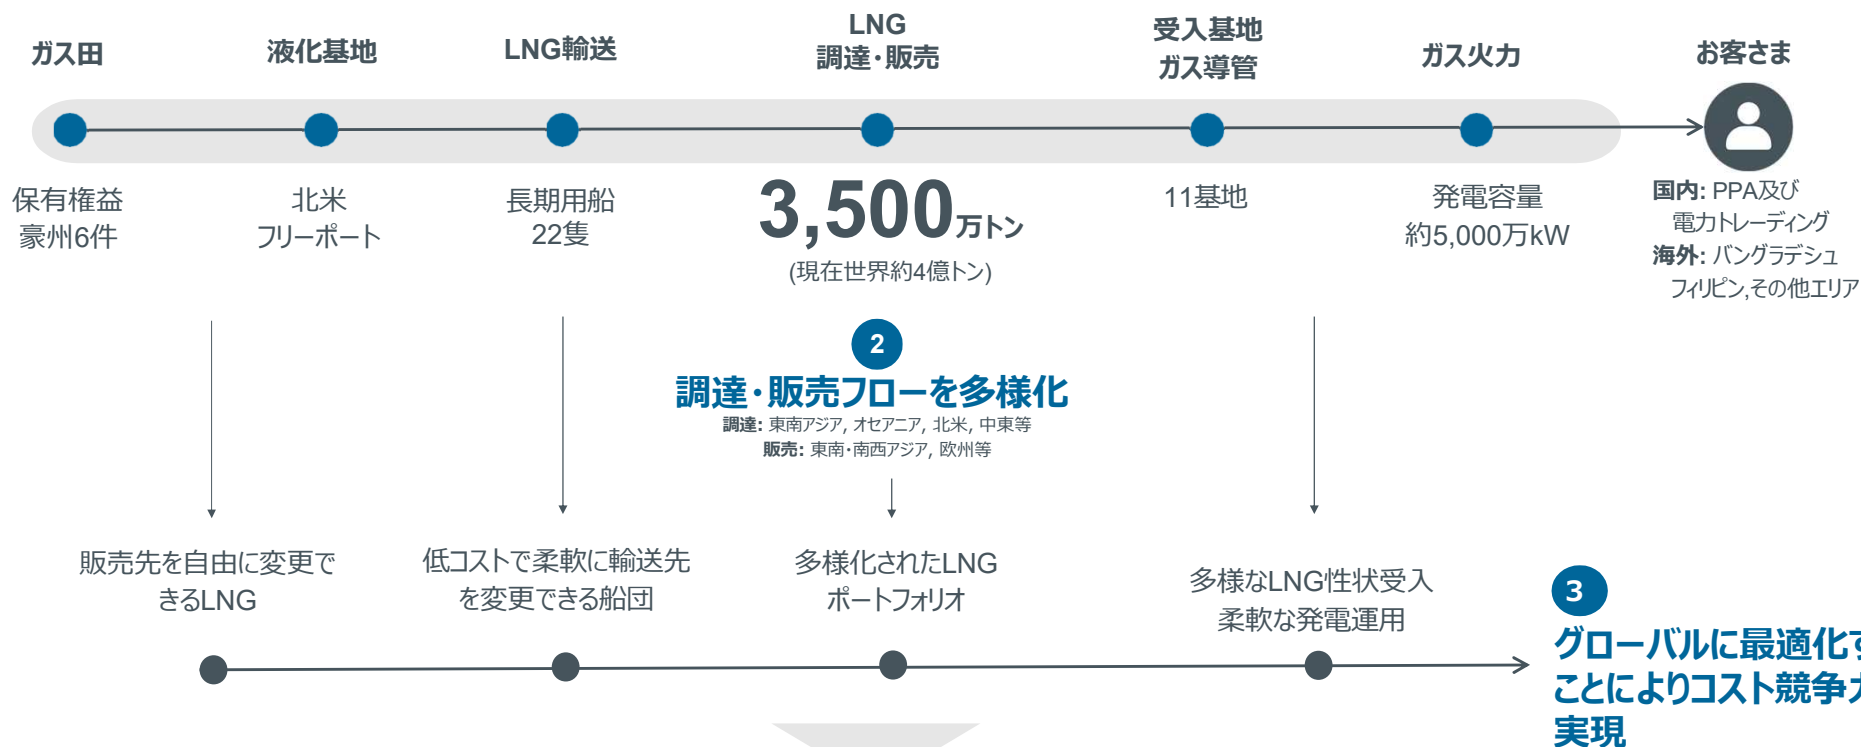 ガス田
液化基地
LNG輸送
LNG
調達・販売
受入基地
ガス導管
ガス火力
お客さま
保有権益
豪州6件
北米
フリーポート
長期用船
22隻
3,500万トン
(現在世界約4億トン)
11基地
発電容量
約5,000万kW
国内: PPA及び
電力トレーディング
海外: バングラデシュ
フィリピン,その他エリア
2
調達・販売フローを多様化
調達: 東南アジア, オセアニア, 北米, 中東等
販売: 東南・南西アジア, 欧州等
販売先を自由に変更で
きるLNG
低コストで柔軟に輸送先
を変更できる船団
多様化されたLNG
ポートフォリオ
多様なLNG性状受入
柔軟な発電運用
3
グローバルに最適化す
ことによりコスト競争力
実現